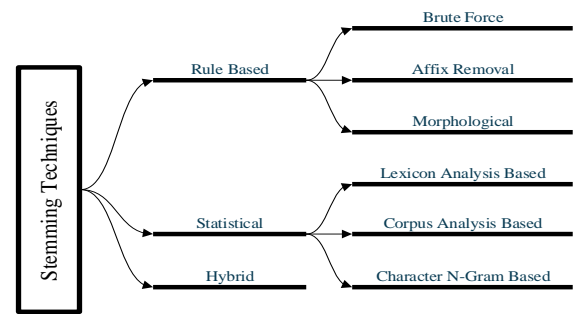 Stemming Techniques
Rule Based
Brute Force
Affix Removal
Morphological
Statistical
Lexicon Analysis Based
Corpus Analysis Based
Character N-Gram Based
Hybrid